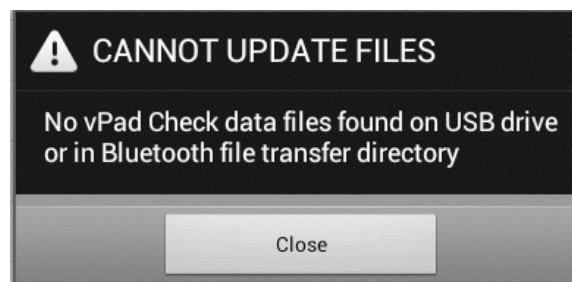 CANNOT UPDATE FILES
No vPad Check data files found on USB drive
or in Bluetooth file transfer directory
Close